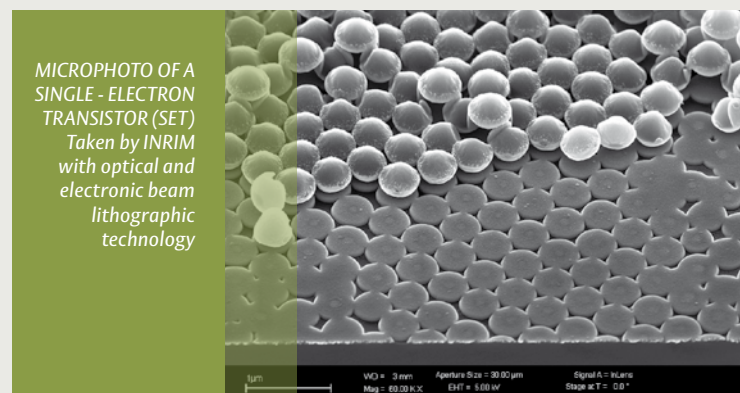 MICROPHOTO OF A
SINGLE - ELECTRON
TRANSISTOR (SET)
Taken by INRIM
with optical and
electronic beam
lithographic
technology
1µm
WD = 3 mm
Mag = 60.00 K X
Aperture Size = 30.00 µm
EHT = 5.00 kV
Signal A = InLens
Stage at T = 0.0°